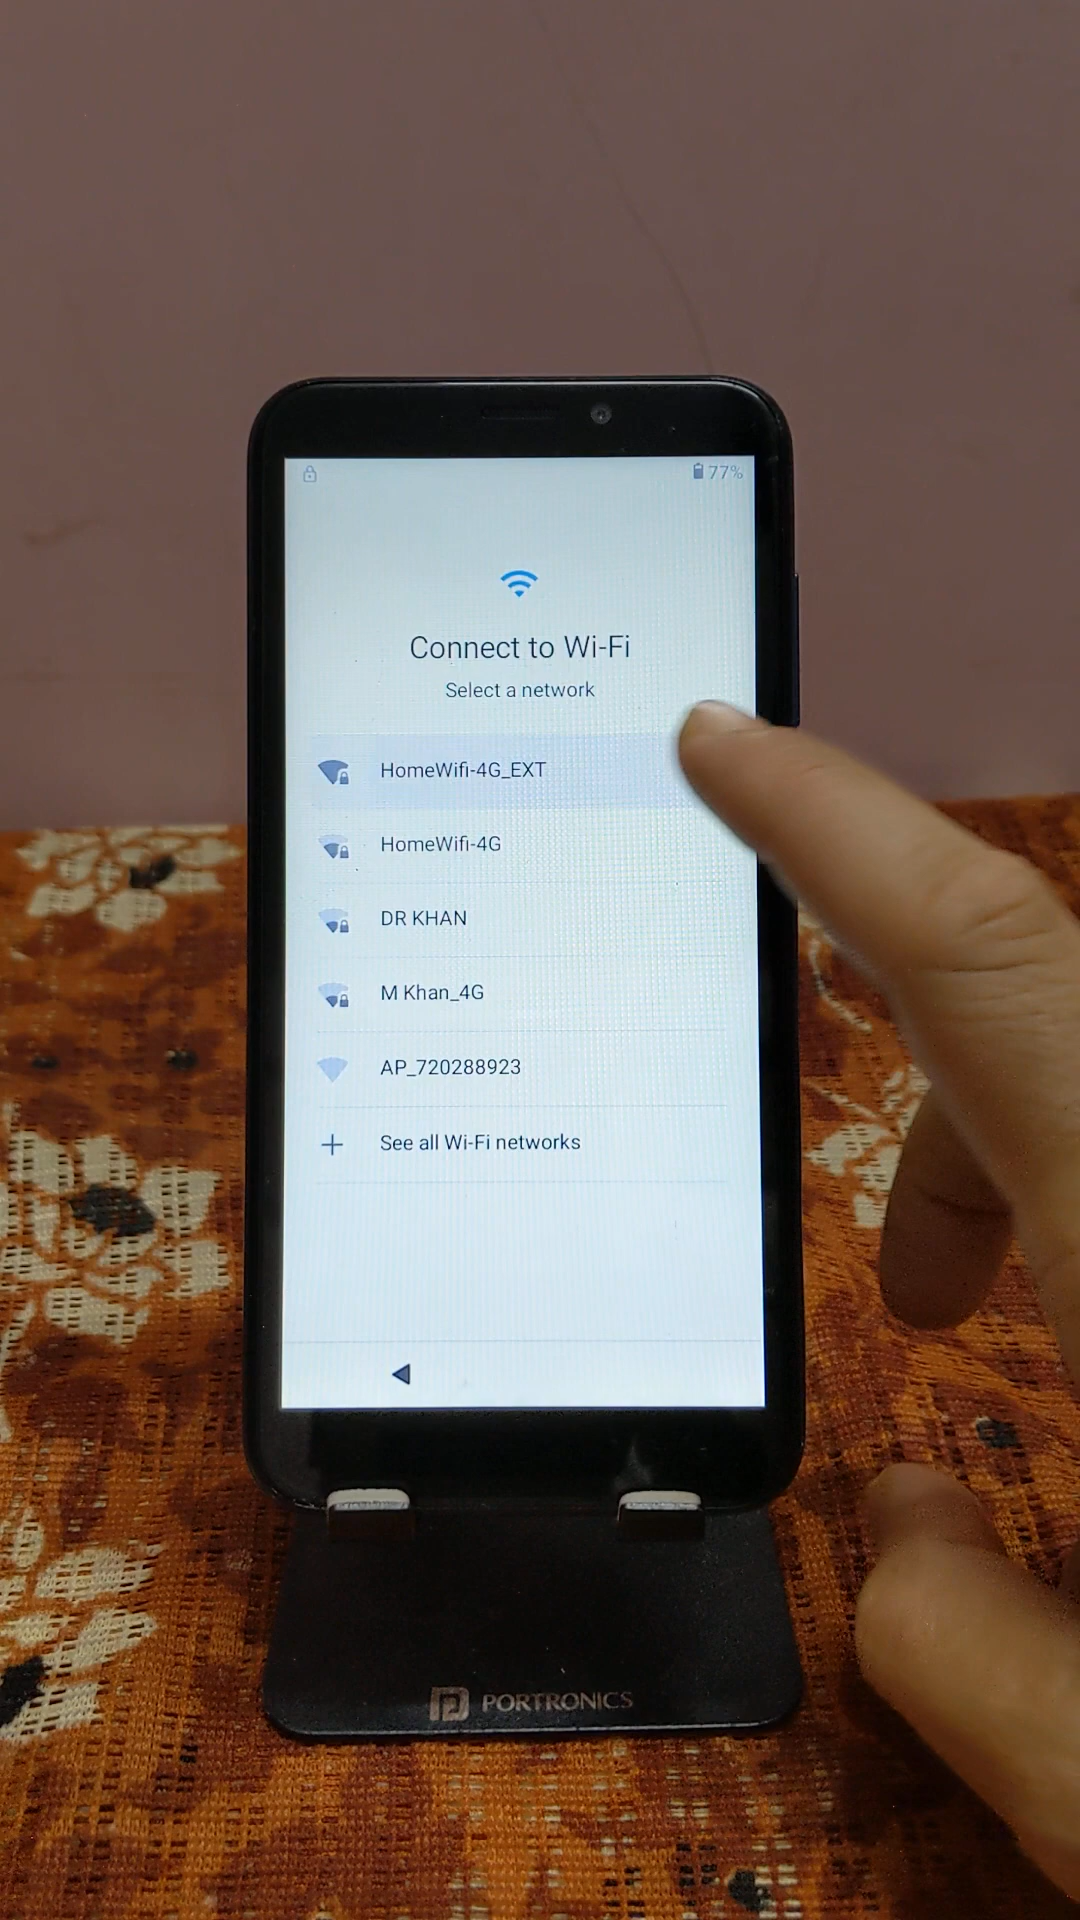 77%
Connect to Wi-Fi
Select a network
HomeWifi-4G_EXT
HomeWifi-4G
DR KHAN
M Khan_4G
AP_720288923
See all Wi-Fi networks
PORTRONICS